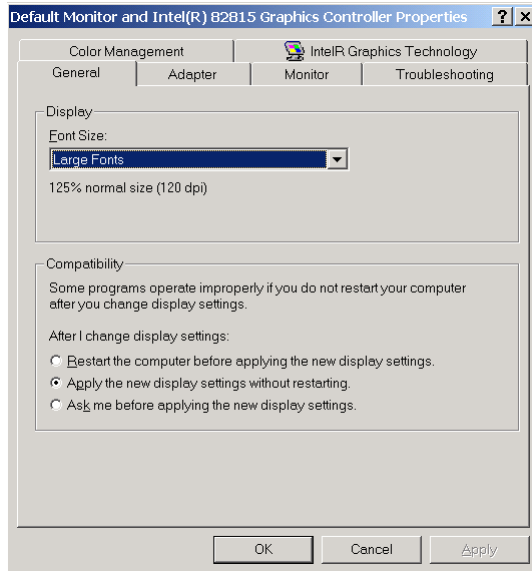 Default Monitor and Intel(R) 82815 Graphics Controller Properties
Color Management
IntelR Graphics Technology
General
Adapter
Monitor
Troubleshooting
Display
Font Size:
Large Fonts
125% normal size (120 dpi)
Compatibility
Some programs operate improperly if you do not restart your computer
after you change display settings.
After I change display settings:
Restart the computer before applying the new display settings.
Apply the new display settings without restarting.
Ask me before applying the new display settings.
OK
Cancel
Apply